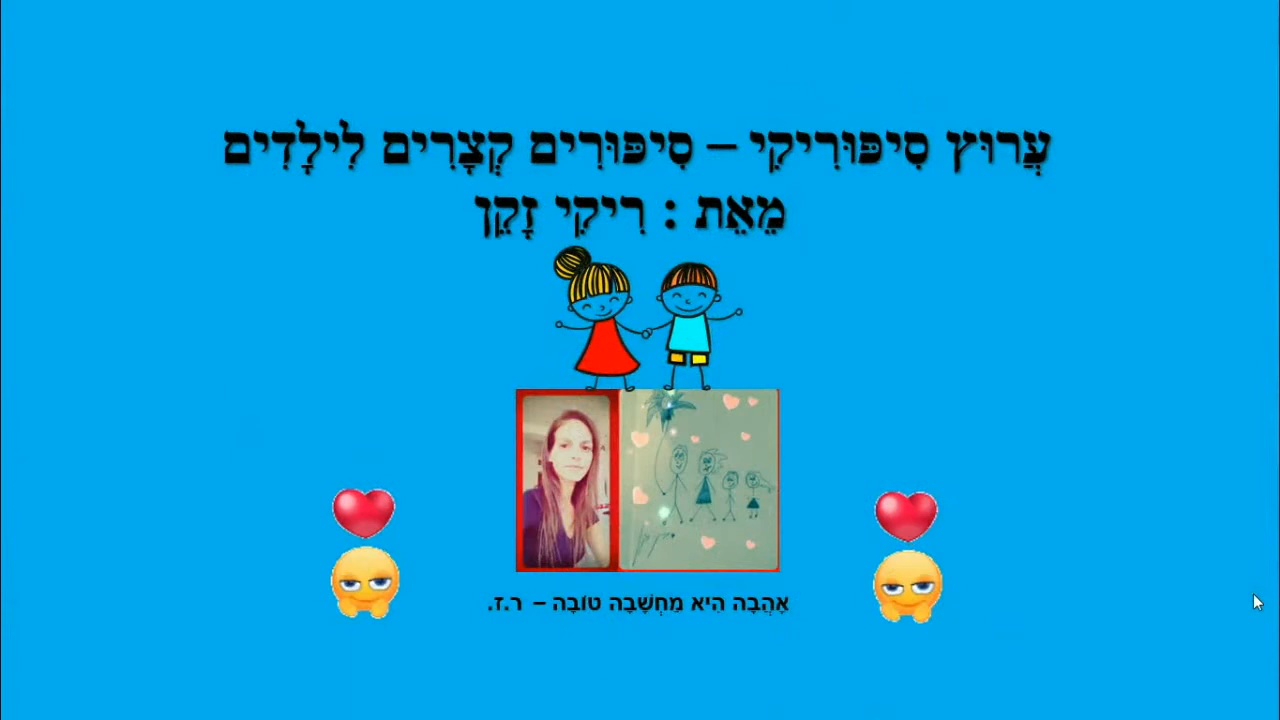 עֲרוּץ סִיפּוּרִיקִי – סִיפּוּרִים קְצָרִים לִילָדִים
מֵאֵת : רִיקִי זָקֵן
אַהֲבָה הִיא מַחְשָׁבָה טוֹבָה – ר.ז.